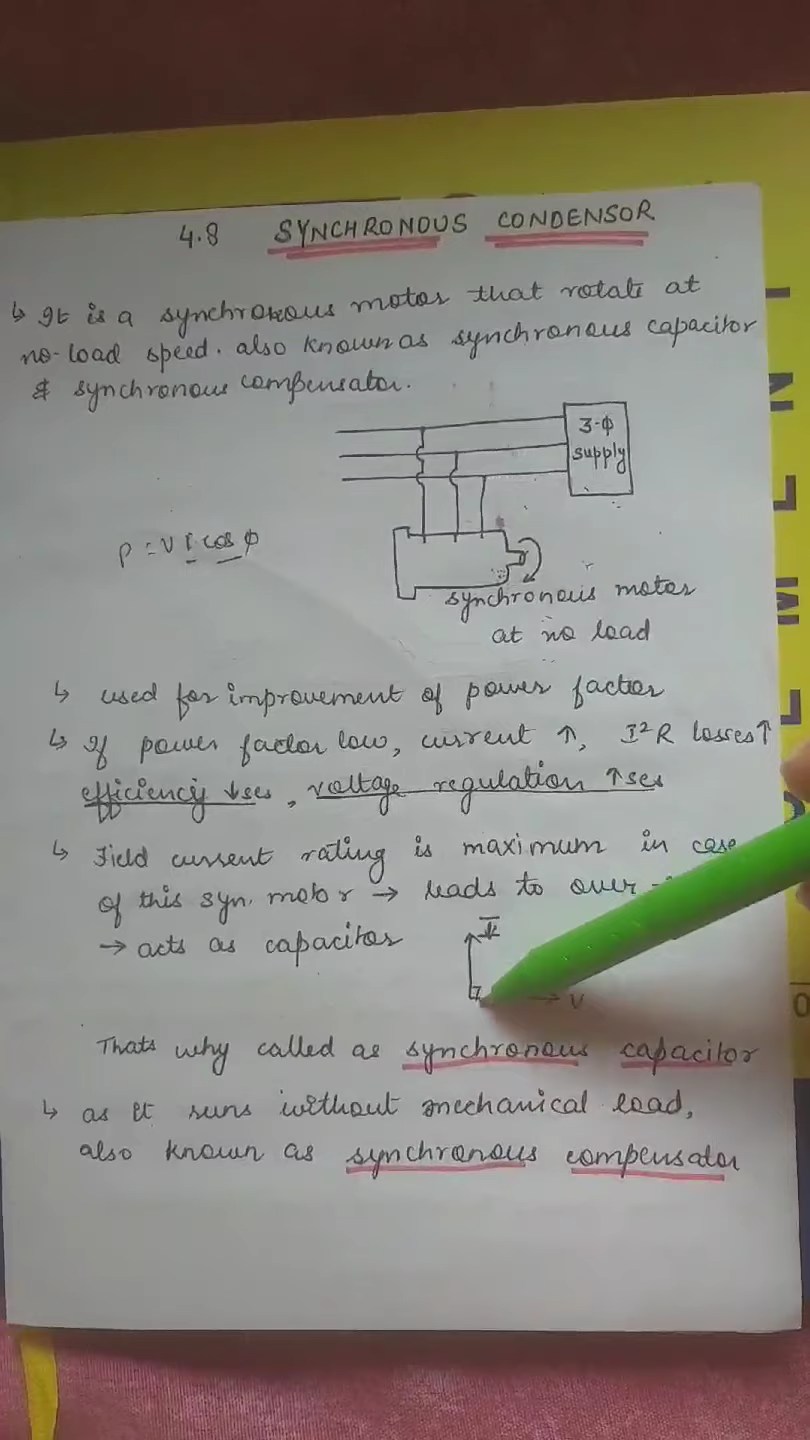 4.8 SYNCHRONOUS CONDENSOR
↳ It is a synchronous motor that rotate at
no-load speed. also known as synchronous capacitor
& synchronous compensator.
3-ϕ
supply
P = V I cos ϕ
synchronous motor
at no load
↳ used for improvement of power factor
↳ If power factor low, current ↑, I²R losses↑
efficiency ↓ses, voltage regulation ↑ses
↳ Field current rating is maximum in case
of this syn. motor → leads to over
→ acts as capacitor
V
Thats why called as synchronous capacitor
↳ as it runs without mechanical load,
also known as synchronous compensator